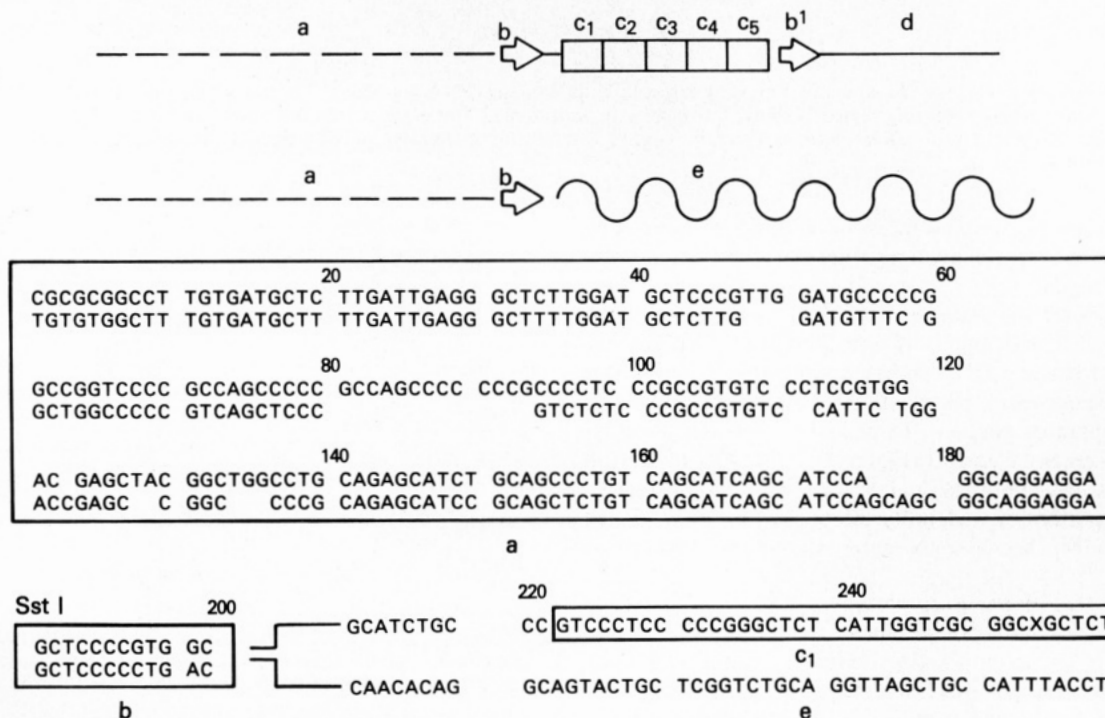 a b c1 c2 c3 c4 c5 b1 d
a b e
20 40 60
CGCGCGGCCT TGTGATGCTC TTGATTGAGG GCTCTTGGAT GCTCCCGTTG GATGCCCCCG
TGTGTGGCTT TGTGATGCTT TTGATTGAGG GCTTTTGGAT GCTCTTG GATGTTTC G
80 100 120
GCCGGTCCCC GCCAGCCCCC GCCAGCCCC CCCGCCCCTC CCGCCGTGTC CCTCCGTGG
GCTGGCCCCC GTCAGCTCCC GTCTCTC CCGCCGTGTC CATTC TGG
140 160 180
AC GAGCTAC GGCTGGCCTG CAGAGCATCT GCAGCCCTGT CAGCATCAGC ATCCA GGCAGGAGGA
ACCGAGC C GGC CCCG CAGAGCATCC GCAGCTCTGT CAGCATCAGC ATCCAGCAGC GGCAGGAGGA
a
220 240
Sst I 200
GCTCCCCGTG GC GCATCTGC CC GTCCCTCC CCCGGGCTCT CATTGGTCGC GGCXGCTCT
GCTCCCCCTG AC
c1
CAACACAG GCAGTACTGC TCGGTCTGCA GGTTAGCTGC CATTTACCT
b e